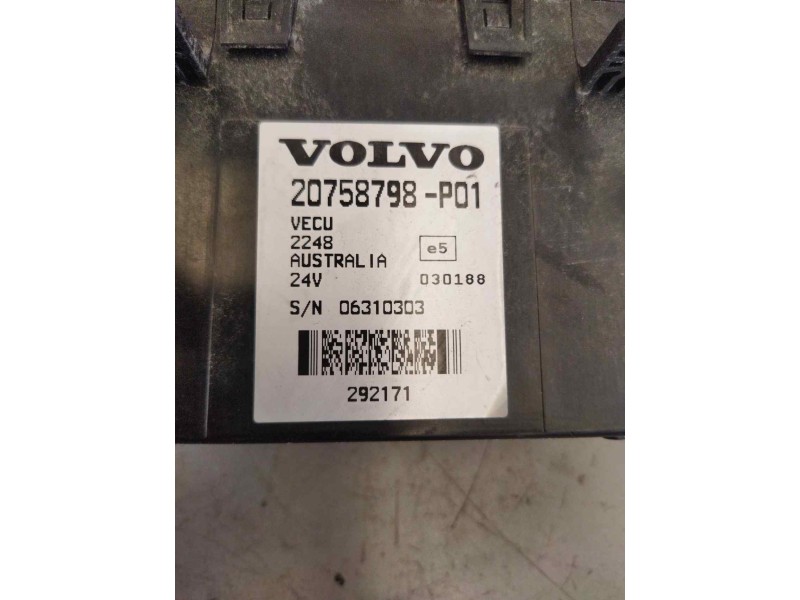 VOLVO
20758798-P01
VECU
2248
e5
AUSTRALIA
24V 030188
S/N 06310303
292171